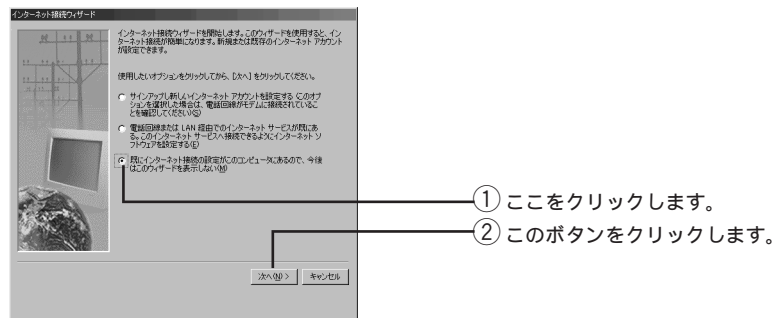 インターネット接続ウィザード
インターネット接続ウィザードを開始します。このウィザードを使用すると、イン
ターネット接続が簡単になります。新規または既存のインターネット アカウント
が設定できます。
使用したいオプションをクリックしてから、[次へ] をクリックしてください。
サインアップし新しいインターネット アカウントを設定する (このオプ
ションを選択した場合は、電話回線がモデムに接続されているこ
とを確認してください)(S)
電話回線または LAN 経由でのインターネット サービスが既にあ
る。このインターネット サービスへ接続できるようにインターネット ソ
フトウェアを設定する(E)
既にインターネット接続の設定がこのコンピュータにあるので、今後
はこのウィザードを表示しない(M)
① ここをクリックします。
② このボタンをクリックします。
次へ(N) >
キャンセル